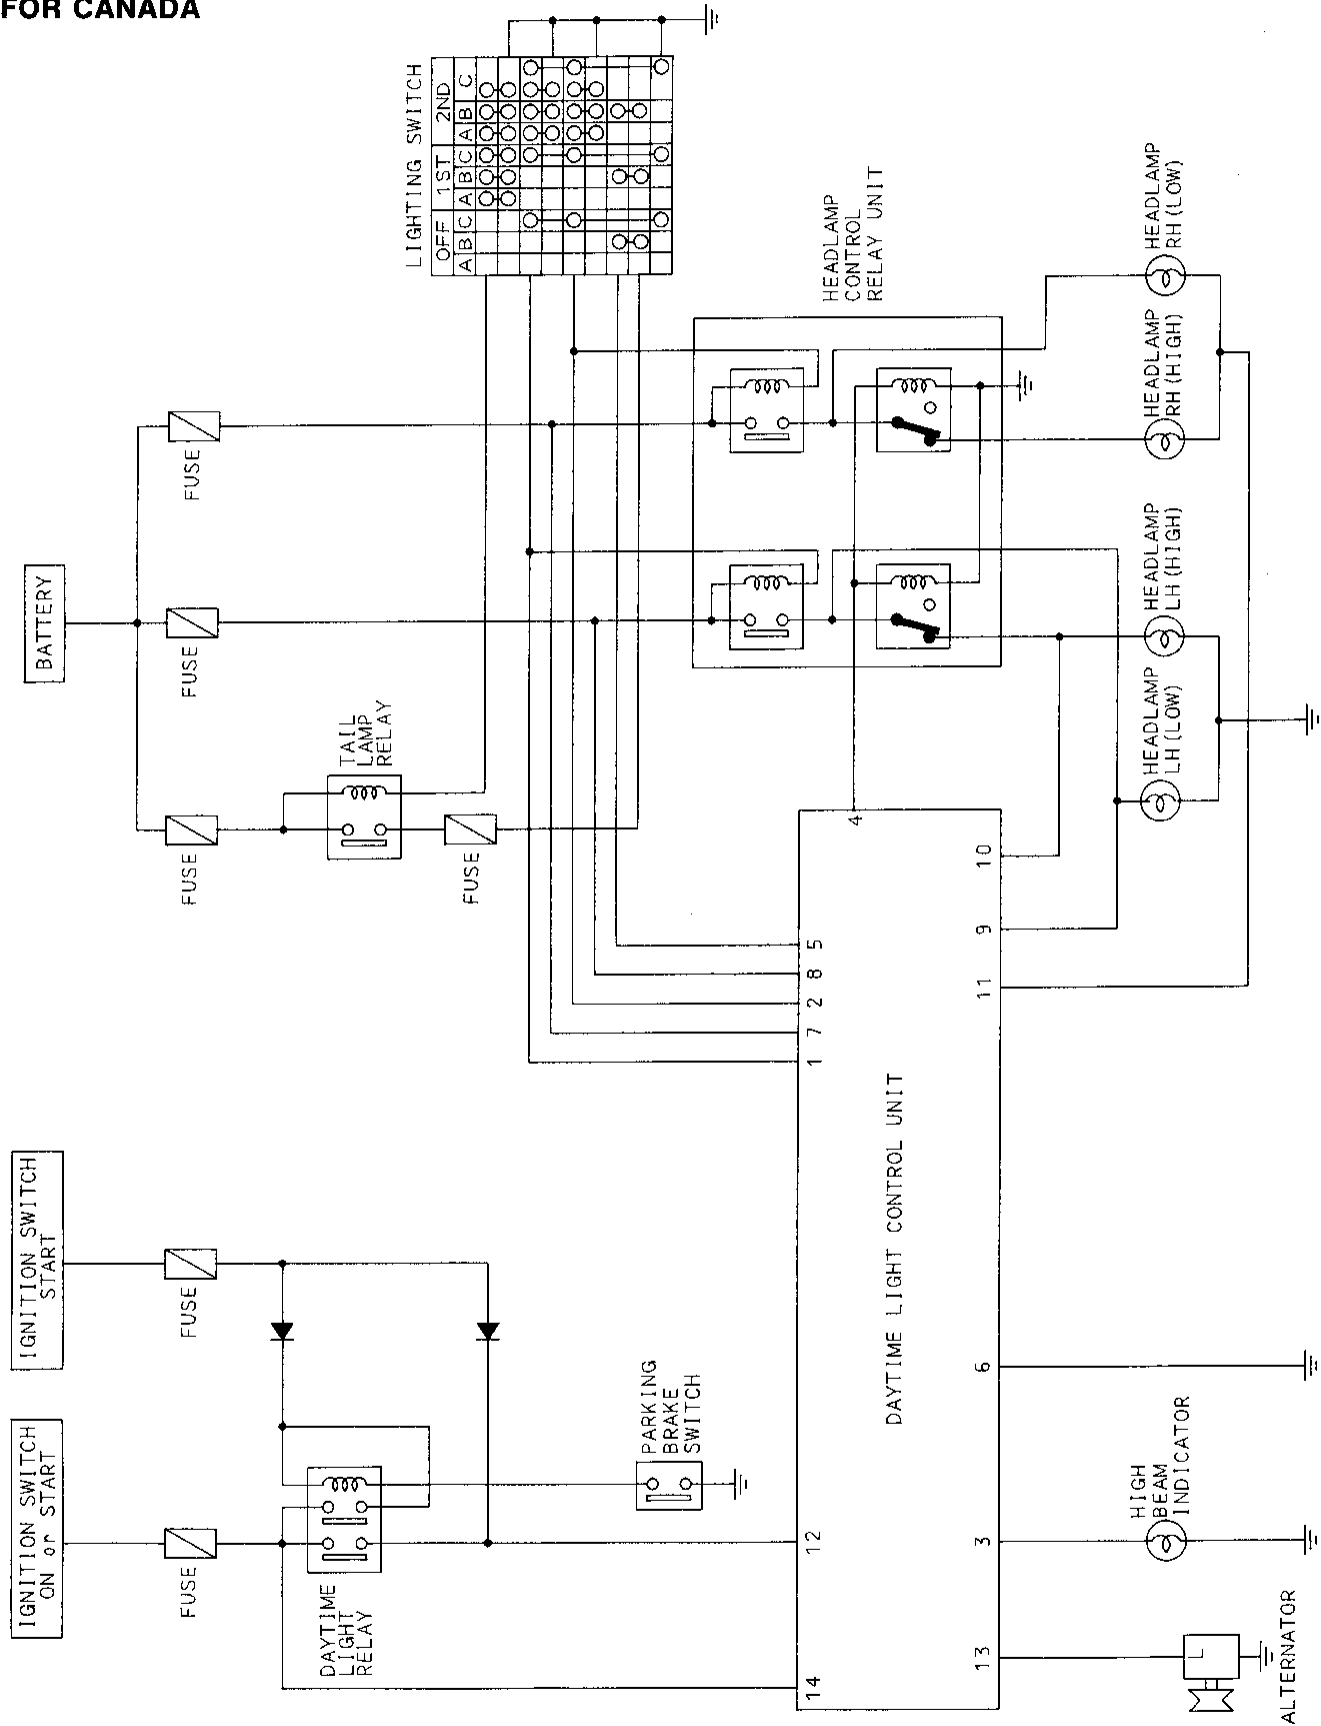 FOR CANADA
LIGHTING SWITCH
OFF 1ST 2ND
A B C A B C A B C
BATTERY
FUSE
FUSE
FUSE
FUSE
TAIL
LAMP
RELAY
HEADLAMP
CONTROL
RELAY UNIT
HEADLAMP
RH (LOW)
HEADLAMP
RH (HIGH)
HEADLAMP
LH (HIGH)
HEADLAMP
LH (LOW)
IGNITION SWITCH
START
FUSE
IGNITION SWITCH
ON or START
FUSE
DAYTIME
LIGHT
RELAY
PARKING
BRAKE
SWITCH
DAYTIME LIGHT CONTROL UNIT
4
5
8
2
7
1
12
14
10
9
11
6
3
13
HIGH
BEAM
INDICATOR
L
ALTERNATOR